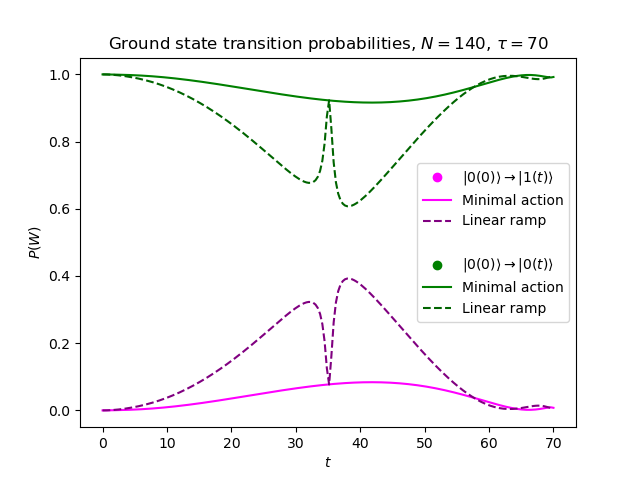 Ground state transition probabilities, $N = 140$, $\tau = 70$
1.0
0.8
0.6
0.4
0.2
0.0
P(W)
0 10 20 30 40 50 60 70
t
|0(0)⟩ → |1(t)⟩
Minimal action
Linear ramp
|0(0)⟩ → |0(t)⟩
Minimal action
Linear ramp